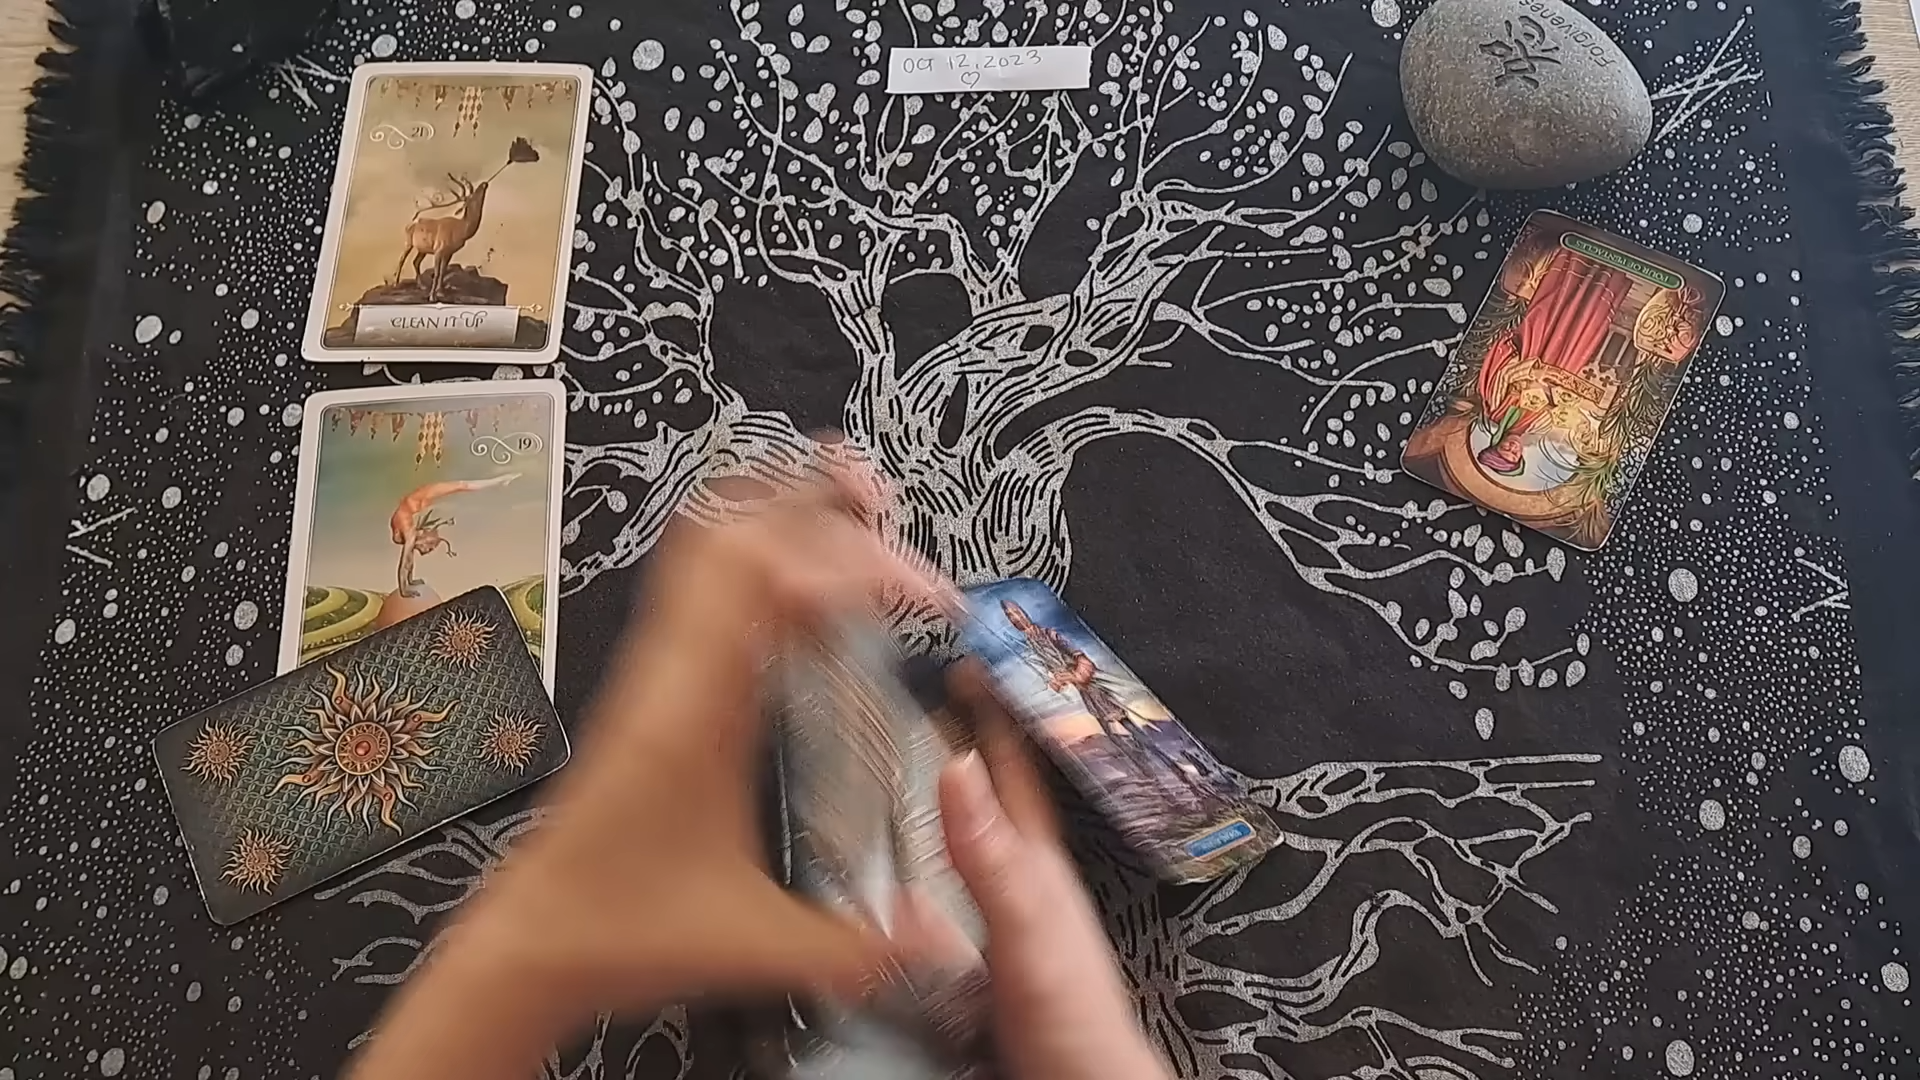 OCT 12, 2023
21
CLEAN IT UP
19
Forgiveness
FOUR OF PENTACLES